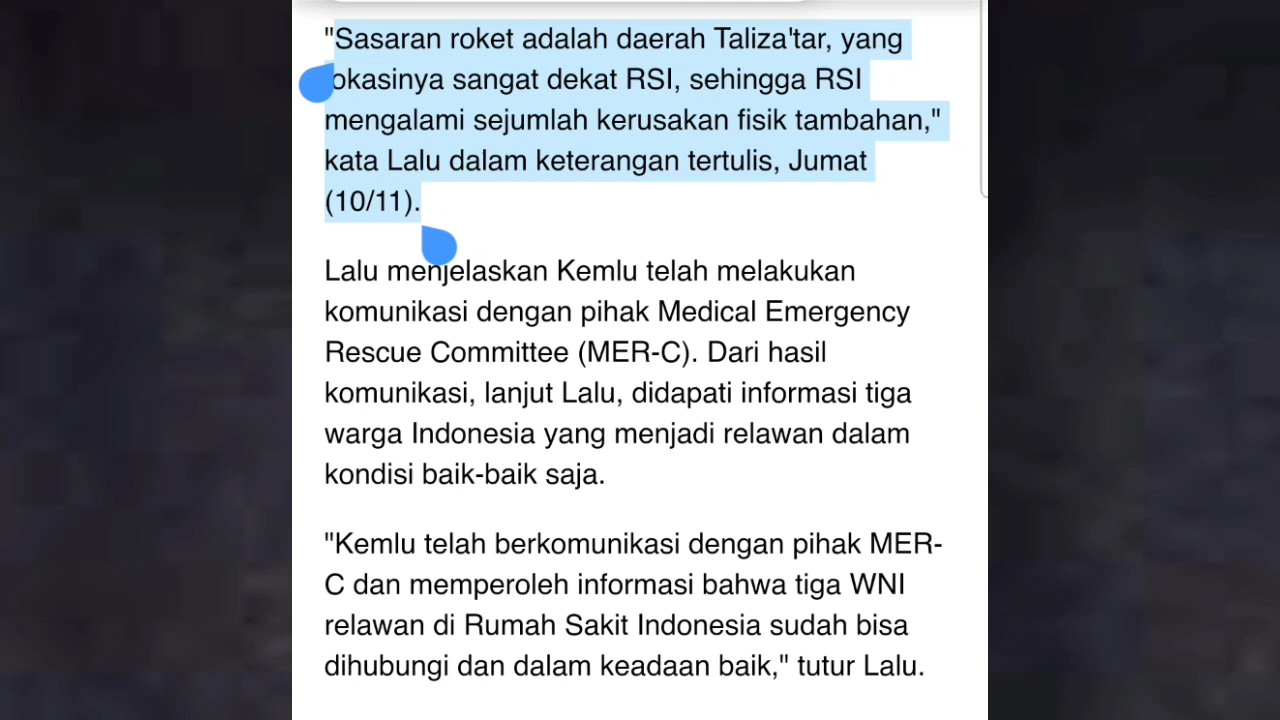 "Sasaran roket adalah daerah Taliza'tar, yang
lokasinya sangat dekat RSI, sehingga RSI
mengalami sejumlah kerusakan fisik tambahan,"
kata Lalu dalam keterangan tertulis, Jumat
(10/11).
Lalu menjelaskan Kemlu telah melakukan
komunikasi dengan pihak Medical Emergency
Rescue Committee (MER-C). Dari hasil
komunikasi, lanjut Lalu, didapati informasi tiga
warga Indonesia yang menjadi relawan dalam
kondisi baik-baik saja.
"Kemlu telah berkomunikasi dengan pihak MER-
C dan memperoleh informasi bahwa tiga WNI
relawan di Rumah Sakit Indonesia sudah bisa
dihubungi dan dalam keadaan baik," tutur Lalu.